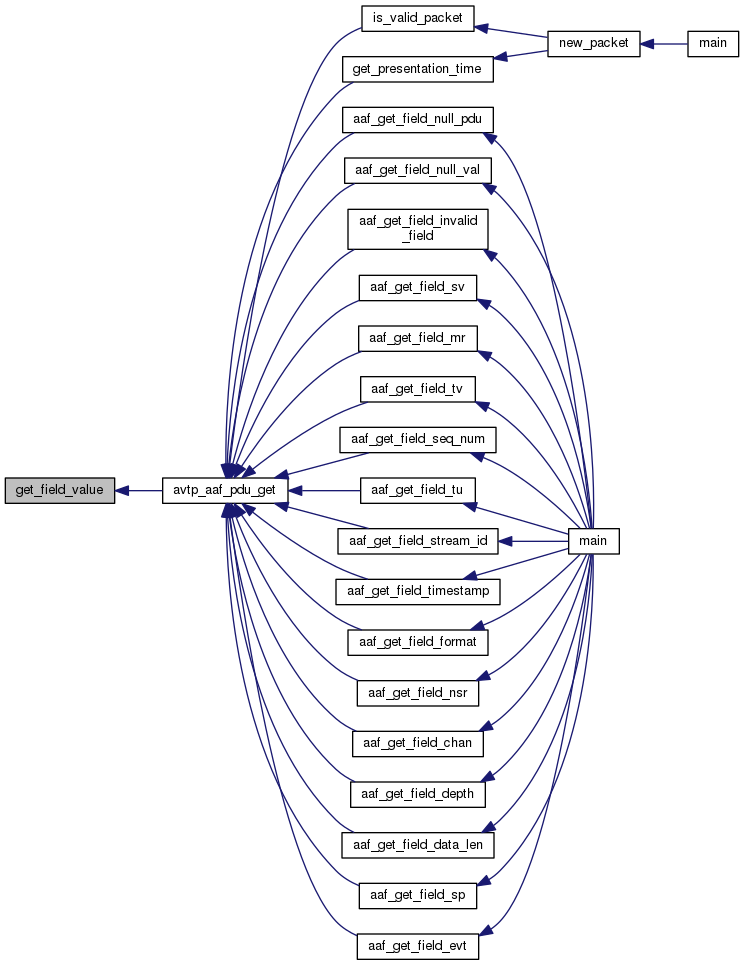 is_valid_packet
new_packet
main
get_presentation_time
aaf_get_field_null_pdu
aaf_get_field_null_val
aaf_get_field_invalid
_field
aaf_get_field_sv
aaf_get_field_mr
aaf_get_field_tv
aaf_get_field_seq_num
get_field_value
avtp_aaf_pdu_get
aaf_get_field_tu
aaf_get_field_stream_id
main
aaf_get_field_timestamp
aaf_get_field_format
aaf_get_field_nsr
aaf_get_field_chan
aaf_get_field_depth
aaf_get_field_data_len
aaf_get_field_sp
aaf_get_field_evt